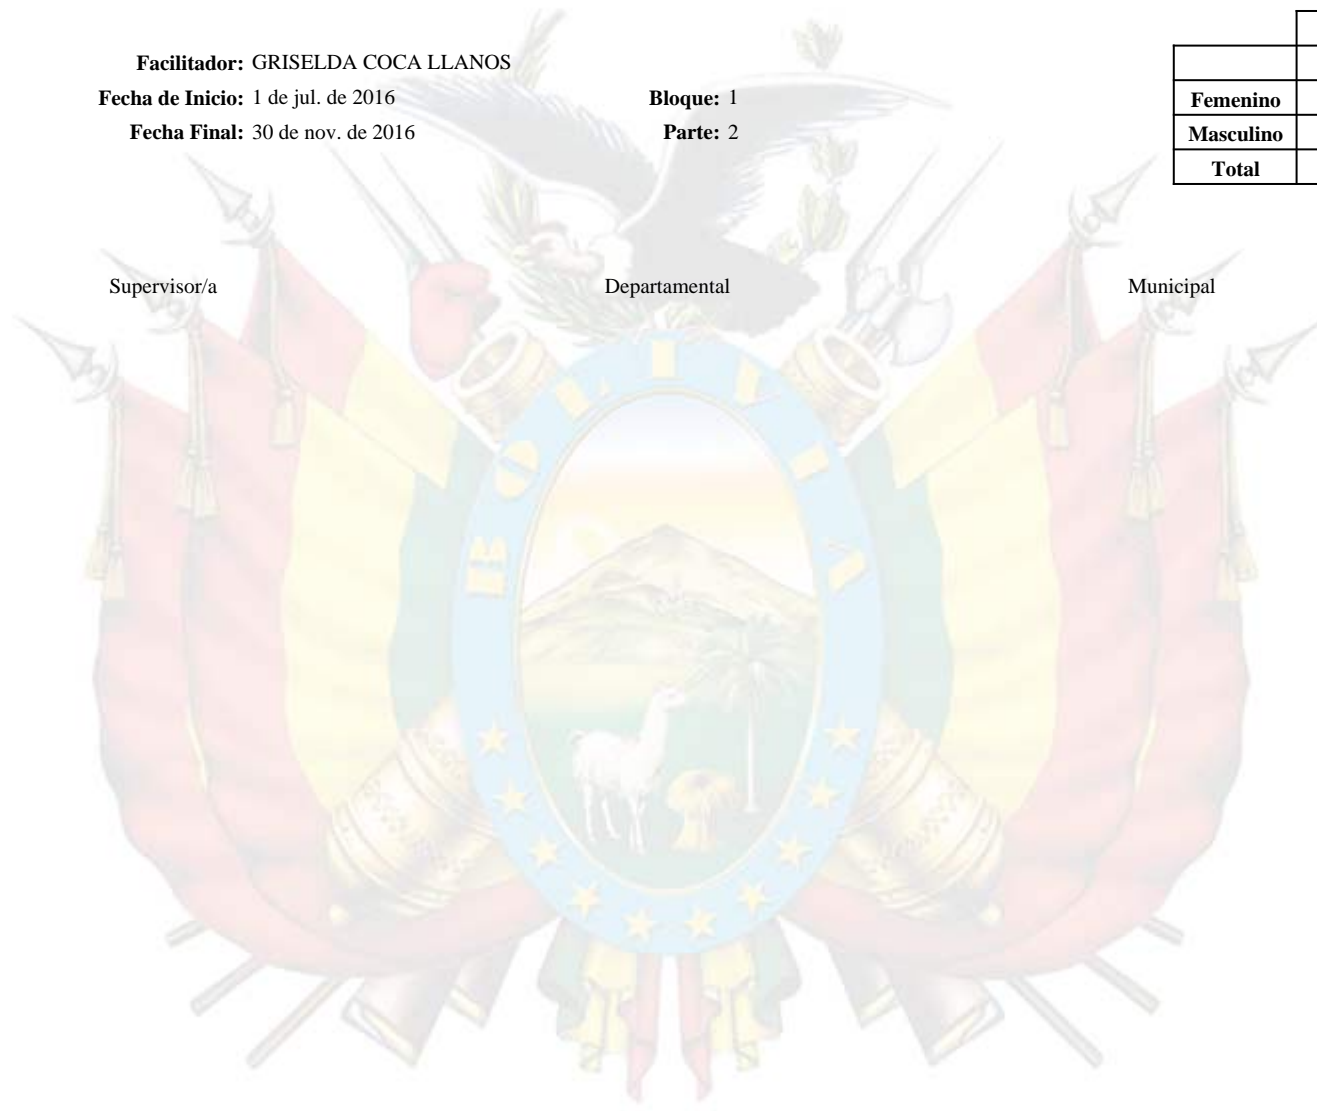 Facilitador: GRISELDA COCA LLANOS
Fecha de Inicio: 1 de jul. de 2016 Bloque: 1
Fecha Final: 30 de nov. de 2016 Parte: 2
Femenino
Masculino
Total
Supervisor/a Departamental Municipal
BOLIVIA